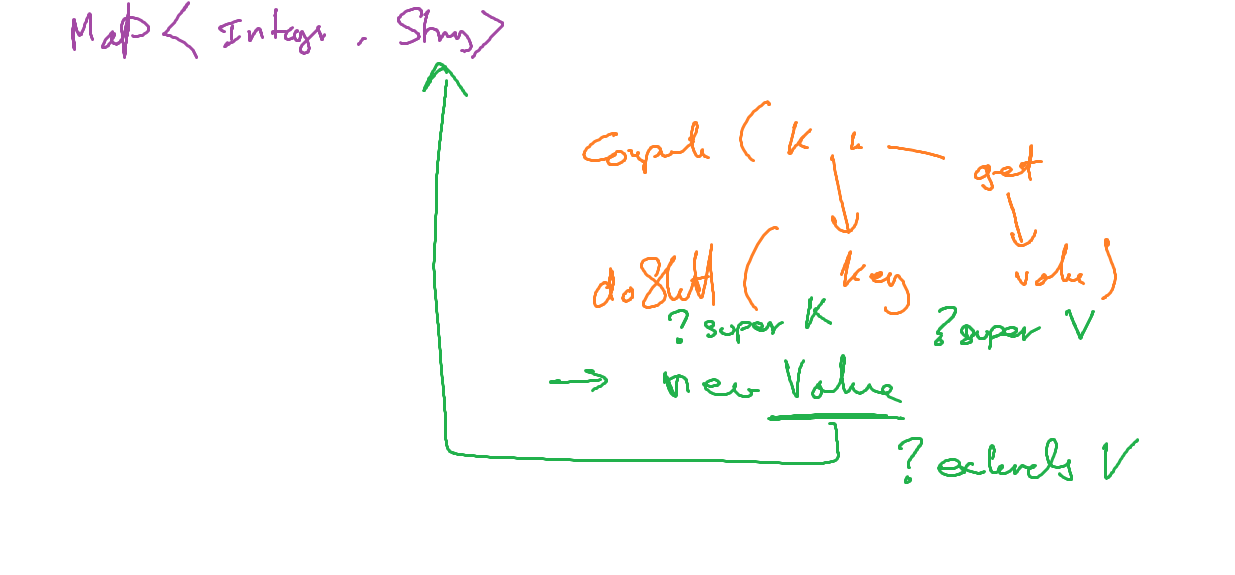 Map < Integer , String >
compute ( K k
get
doStuff ( key value )
? super K ? super V
→ new Value
? extends V